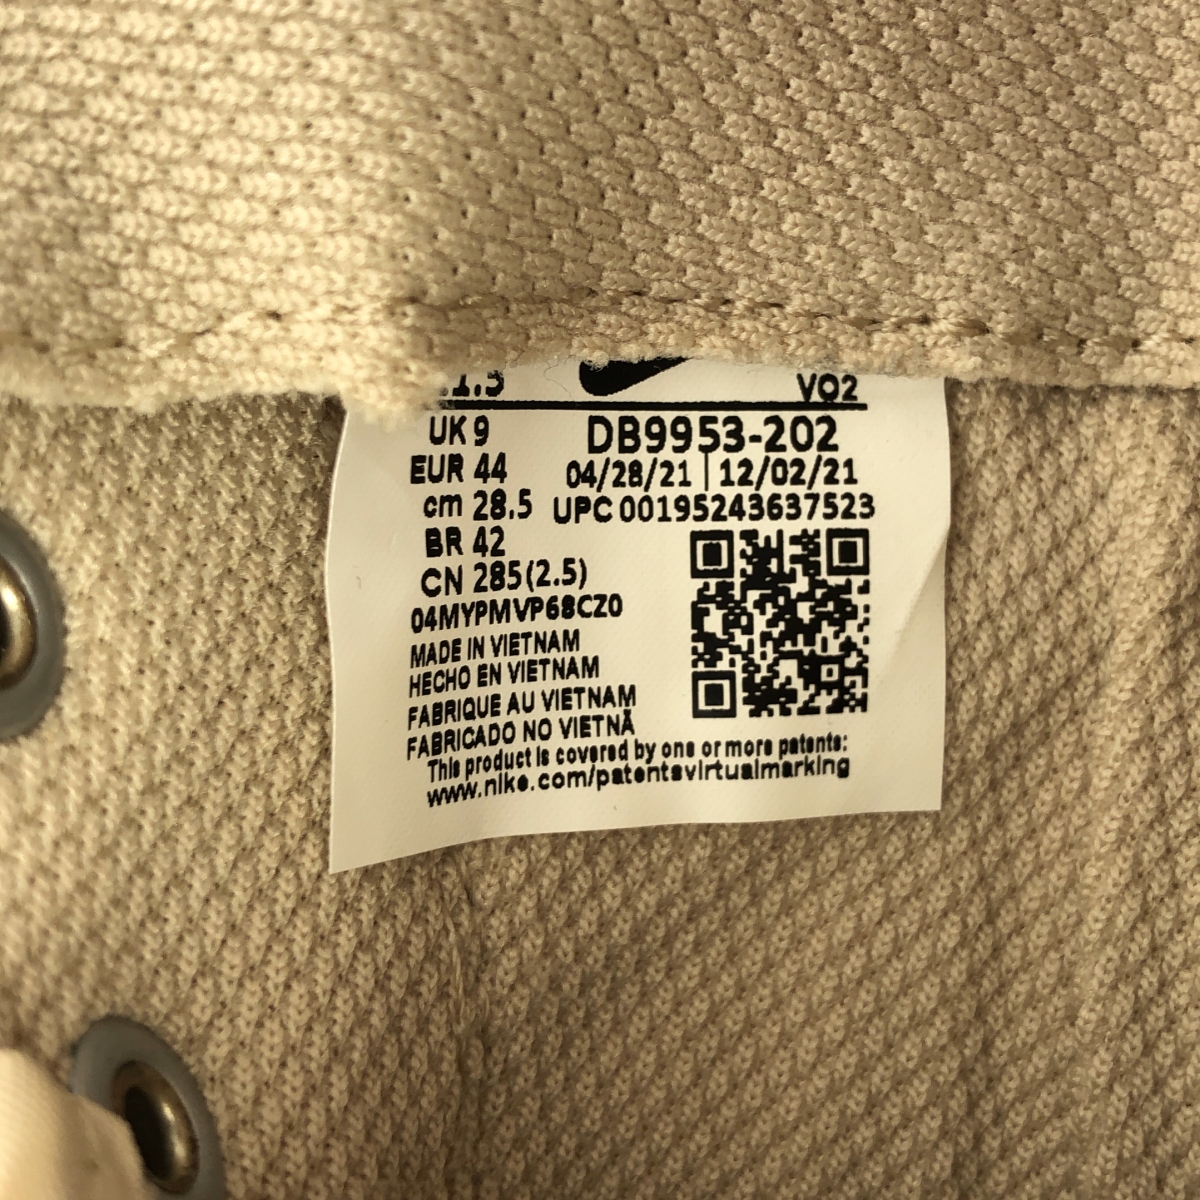 VO2
UK 9 DB9953-202
EUR 44 04/28/21 | 12/02/21
cm 28.5 UPC 00195243637523
BR 42
CN 285(2.5)
04MYPMVP68CZ0
MADE IN VIETNAM
HECHO EN VIETNAM
FABRIQUE AU VIETNAM
FABRICADO NO VIETNÃ
This product is covered by one or more patents:
www.nike.com/patentsvirtualmarking